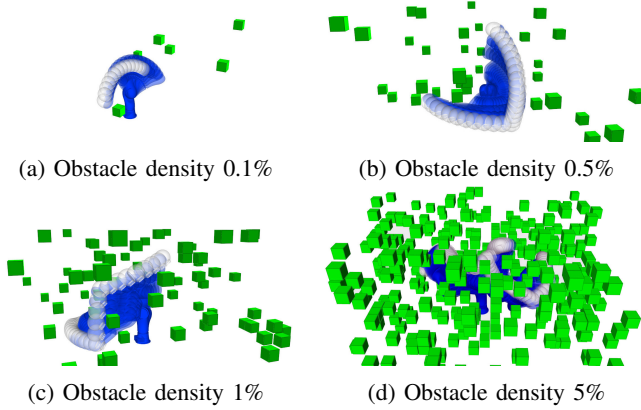 (a) Obstacle density 0.1%
(b) Obstacle density 0.5%
(c) Obstacle density 1%
(d) Obstacle density 5%